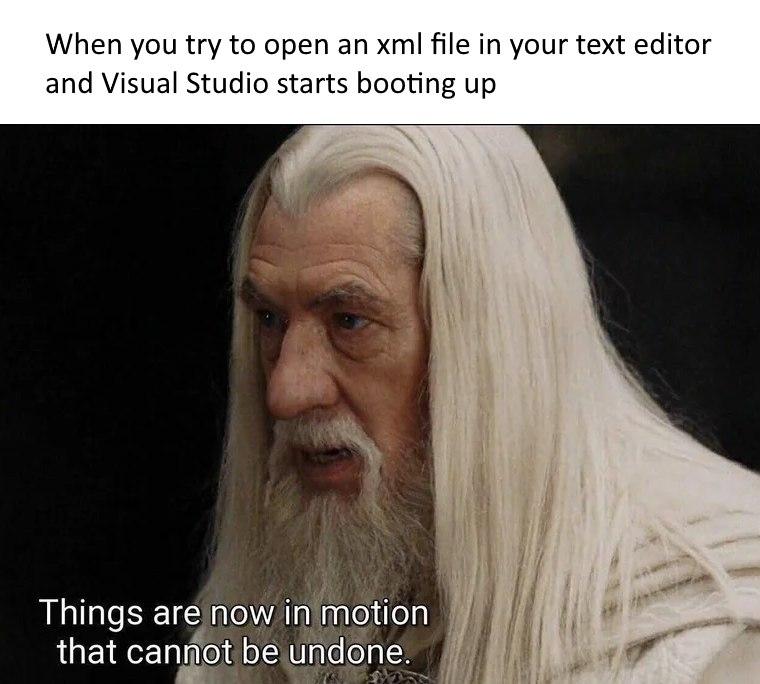 When you try to open an xml file in your text editor
and Visual Studio starts booting up
Things are now in motion
that cannot be undone.